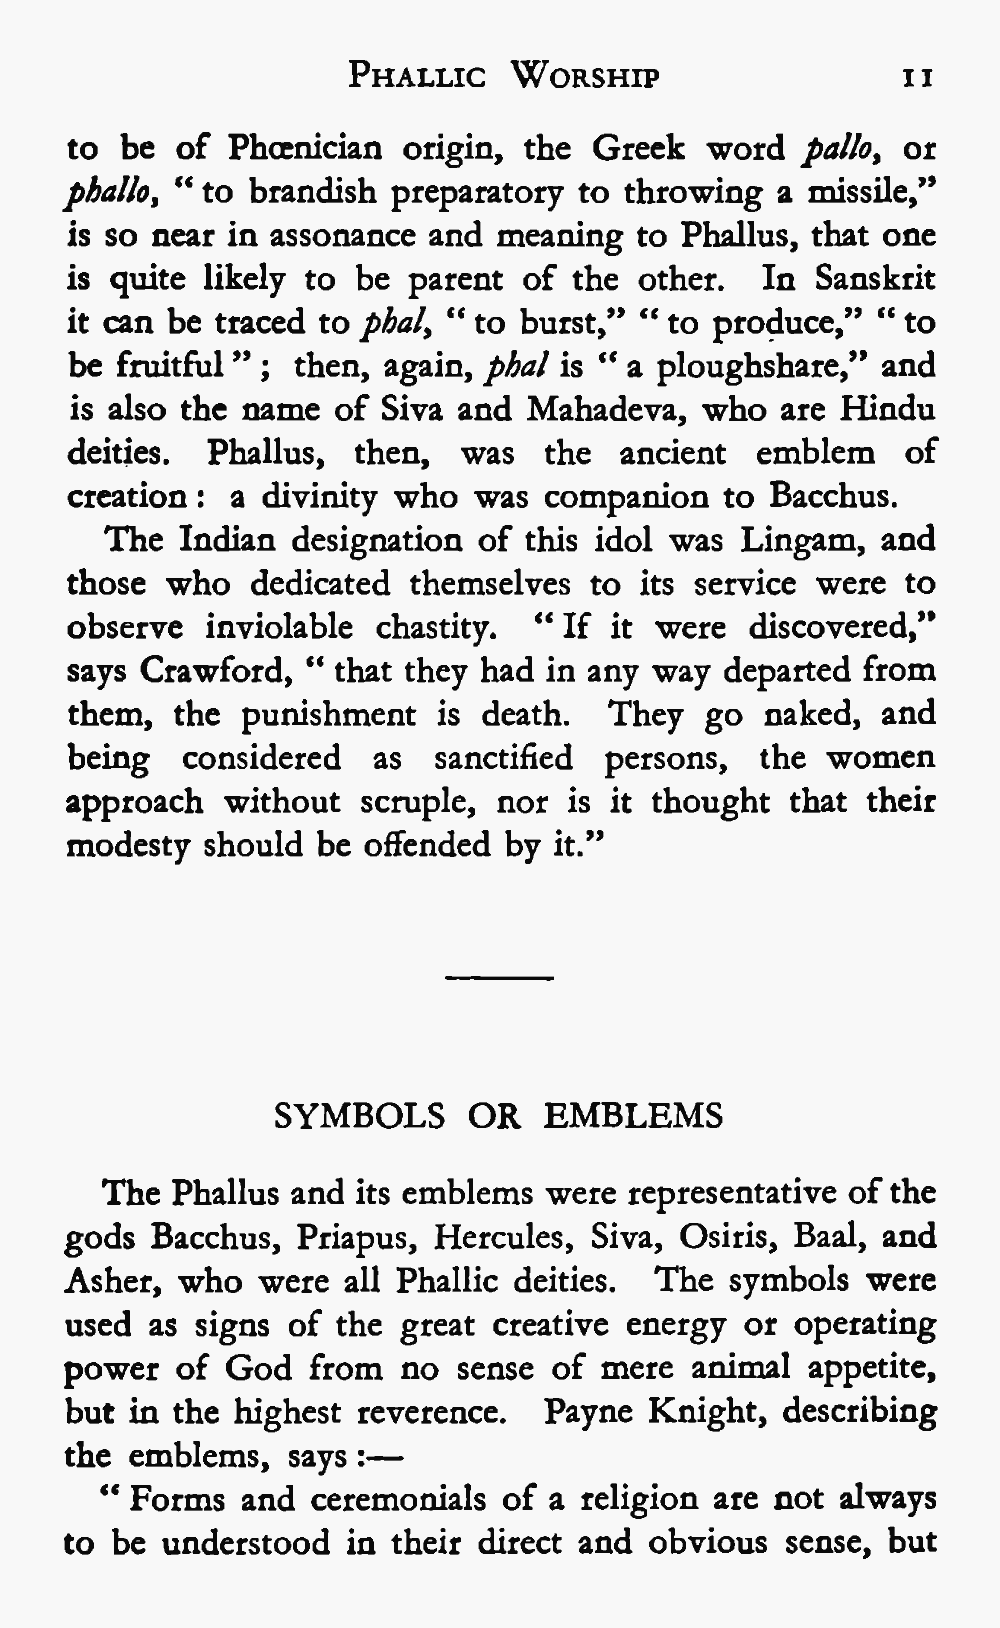 PHALLIC WORSHIP 11
to be of Phœnician origin, the Greek word pallo, or
phallo, “ to brandish preparatory to throwing a missile,”
is so near in assonance and meaning to Phallus, that one
is quite likely to be parent of the other. In Sanskrit
it can be traced to phal, “ to burst,” “ to produce,” “ to
be fruitful ” ; then, again, phal is “ a ploughshare,” and
is also the name of Siva and Mahadeva, who are Hindu
deities. Phallus, then, was the ancient emblem of
creation : a divinity who was companion to Bacchus.
The Indian designation of this idol was Lingam, and
those who dedicated themselves to its service were to
observe inviolable chastity. “ If it were discovered,”
says Crawford, “ that they had in any way departed from
them, the punishment is death. They go naked, and
being considered as sanctified persons, the women
approach without scruple, nor is it thought that their
modesty should be offended by it.”
SYMBOLS OR EMBLEMS
The Phallus and its emblems were representative of the
gods Bacchus, Priapus, Hercules, Siva, Osiris, Baal, and
Asher, who were all Phallic deities. The symbols were
used as signs of the great creative energy or operating
power of God from no sense of mere animal appetite,
but in the highest reverence. Payne Knight, describing
the emblems, says :—
“ Forms and ceremonials of a religion are not always
to be understood in their direct and obvious sense, but